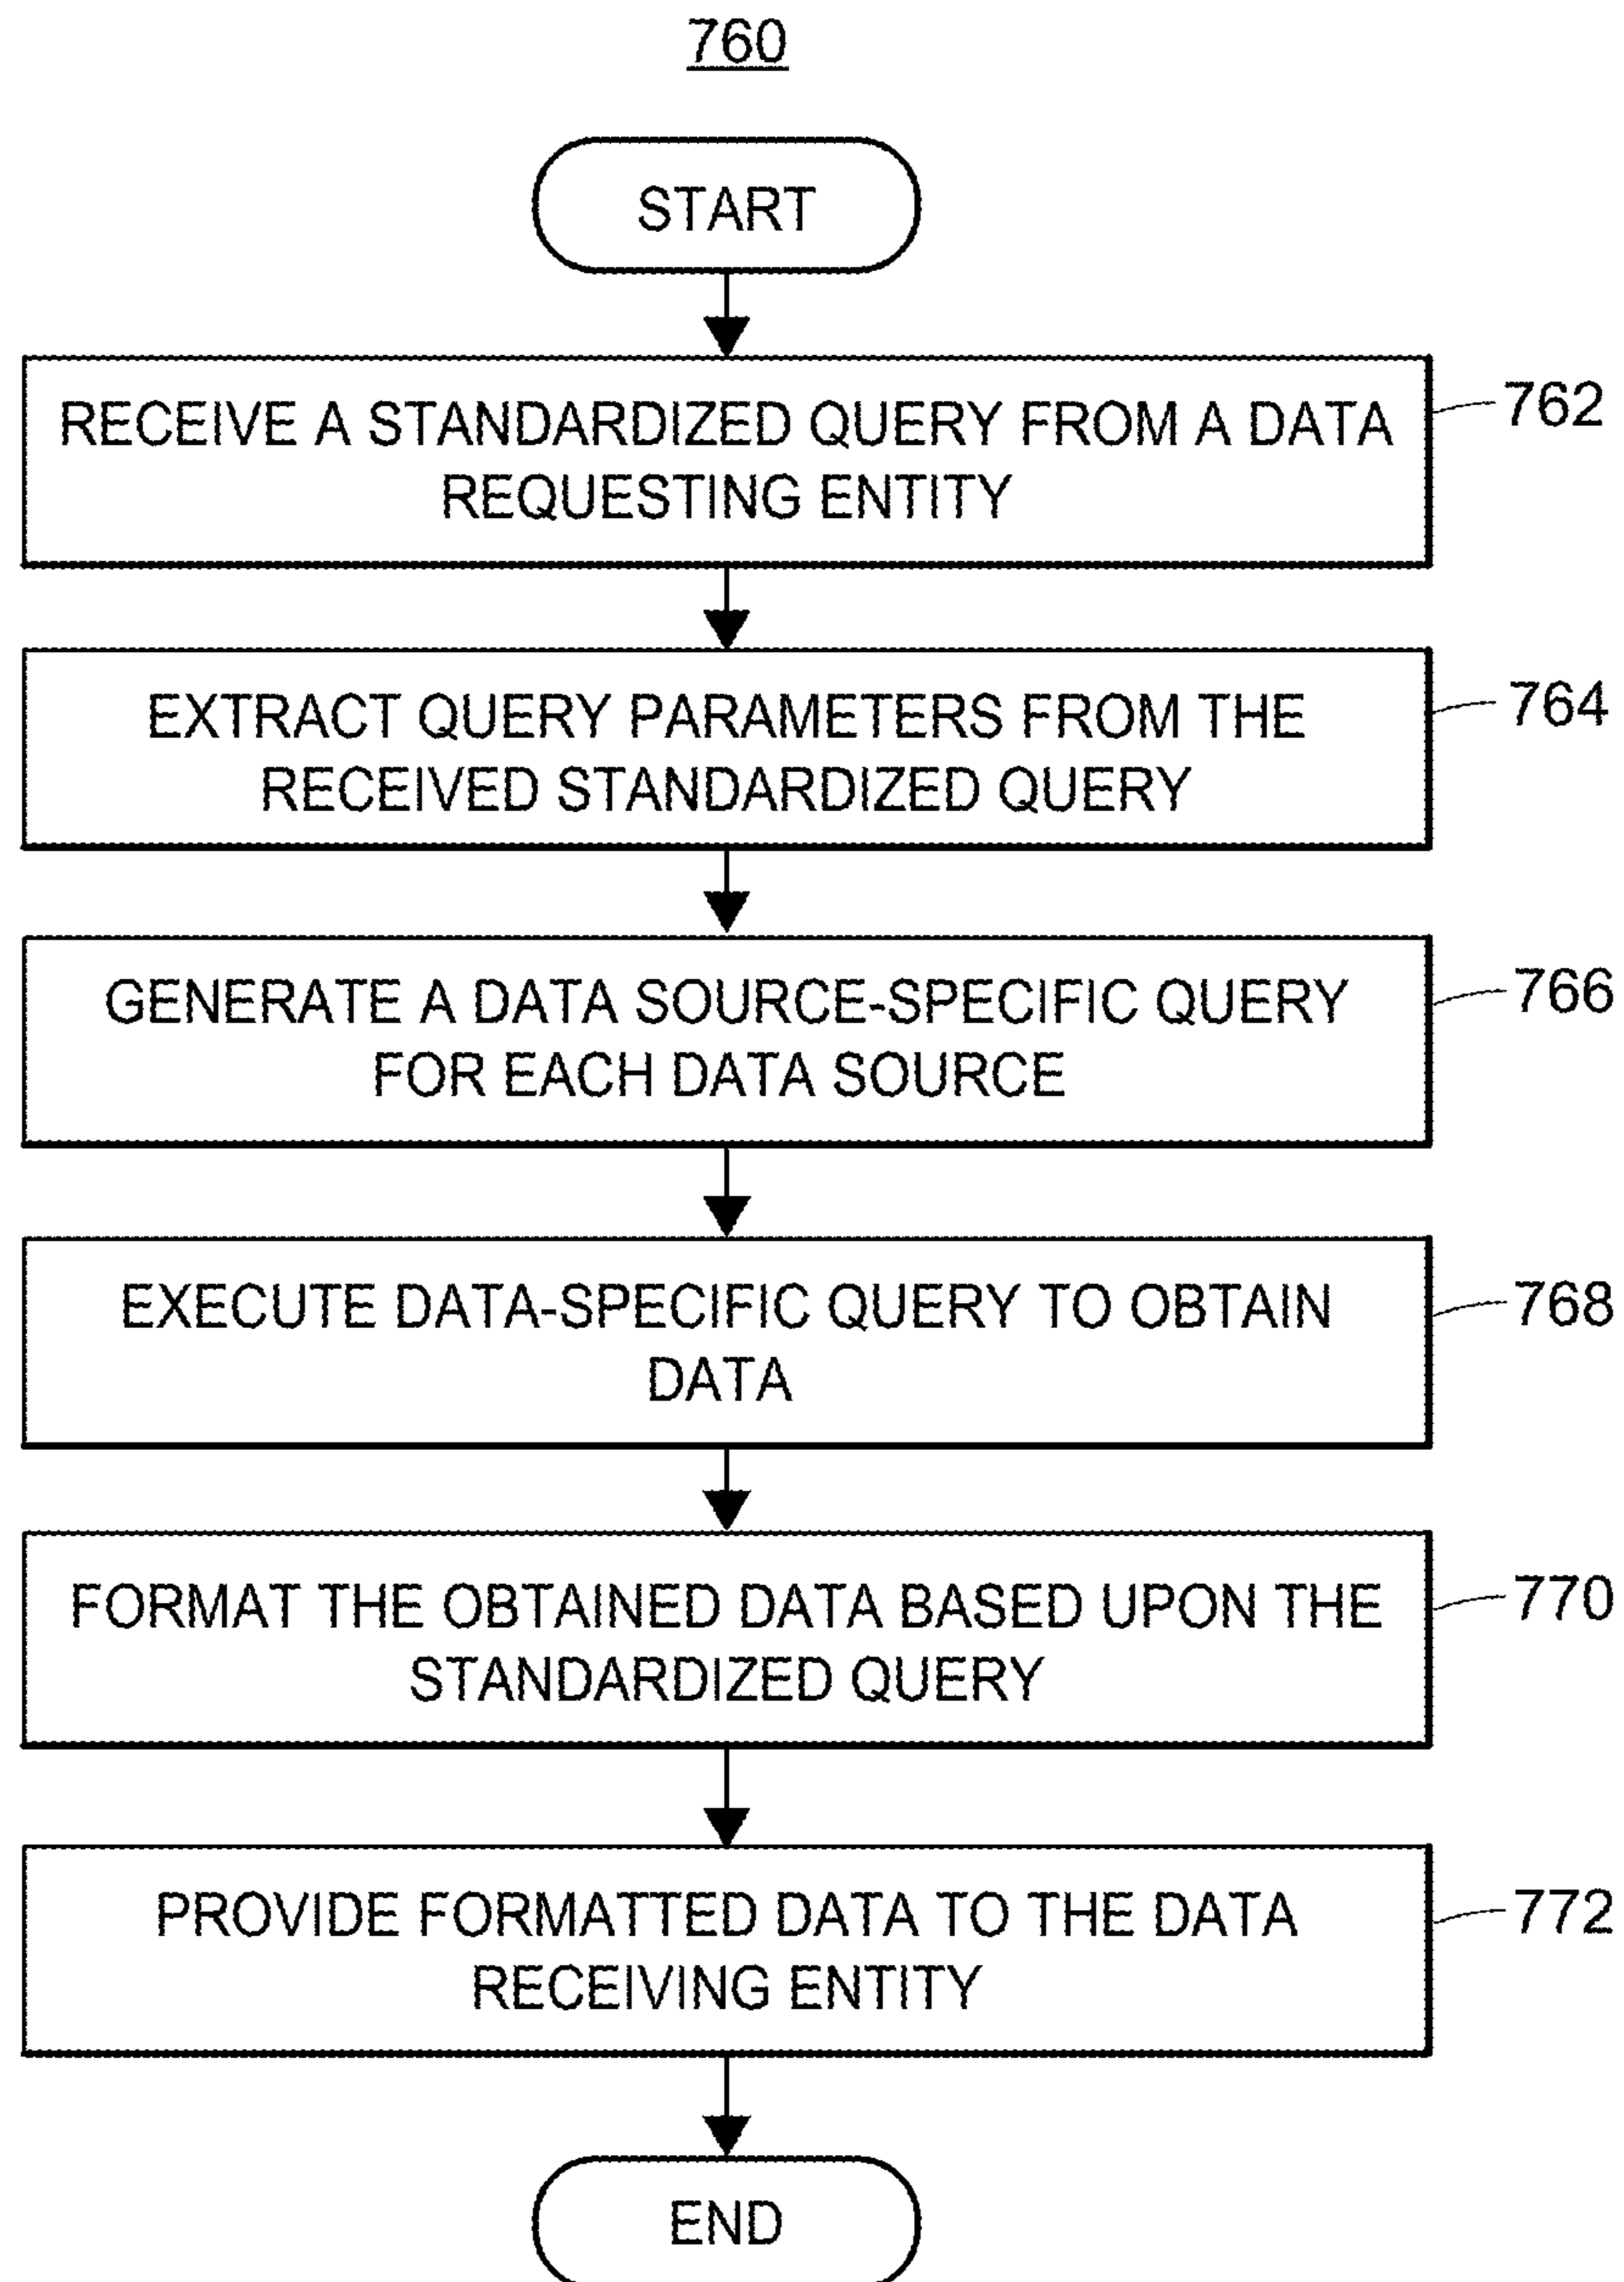 760
START
RECEIVE A STANDARDIZED QUERY FROM A DATA
REQUESTING ENTITY
762
EXTRACT QUERY PARAMETERS FROM THE
RECEIVED STANDARDIZED QUERY
764
GENERATE A DATA SOURCE-SPECIFIC QUERY
FOR EACH DATA SOURCE
766
EXECUTE DATA-SPECIFIC QUERY TO OBTAIN
DATA
768
FORMAT THE OBTAINED DATA BASED UPON THE
STANDARDIZED QUERY
770
PROVIDE FORMATTED DATA TO THE DATA
RECEIVING ENTITY
772
END